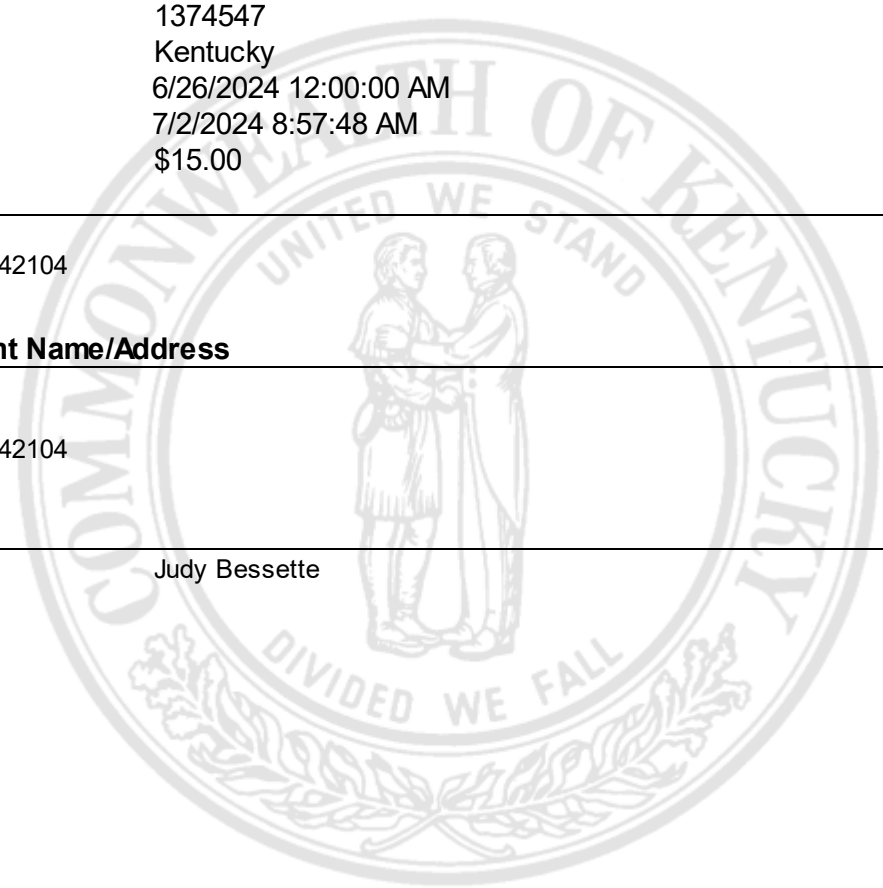 1374547
Kentucky
6/26/2024 12:00:00 AM
7/2/2024 8:57:48 AM
$15.00
COMMONWEALTH OF KENTUCKY
UNITED WE STAND
42104
nt Name/Address
42104
Judy Bessette
DIVIDED WE FALL